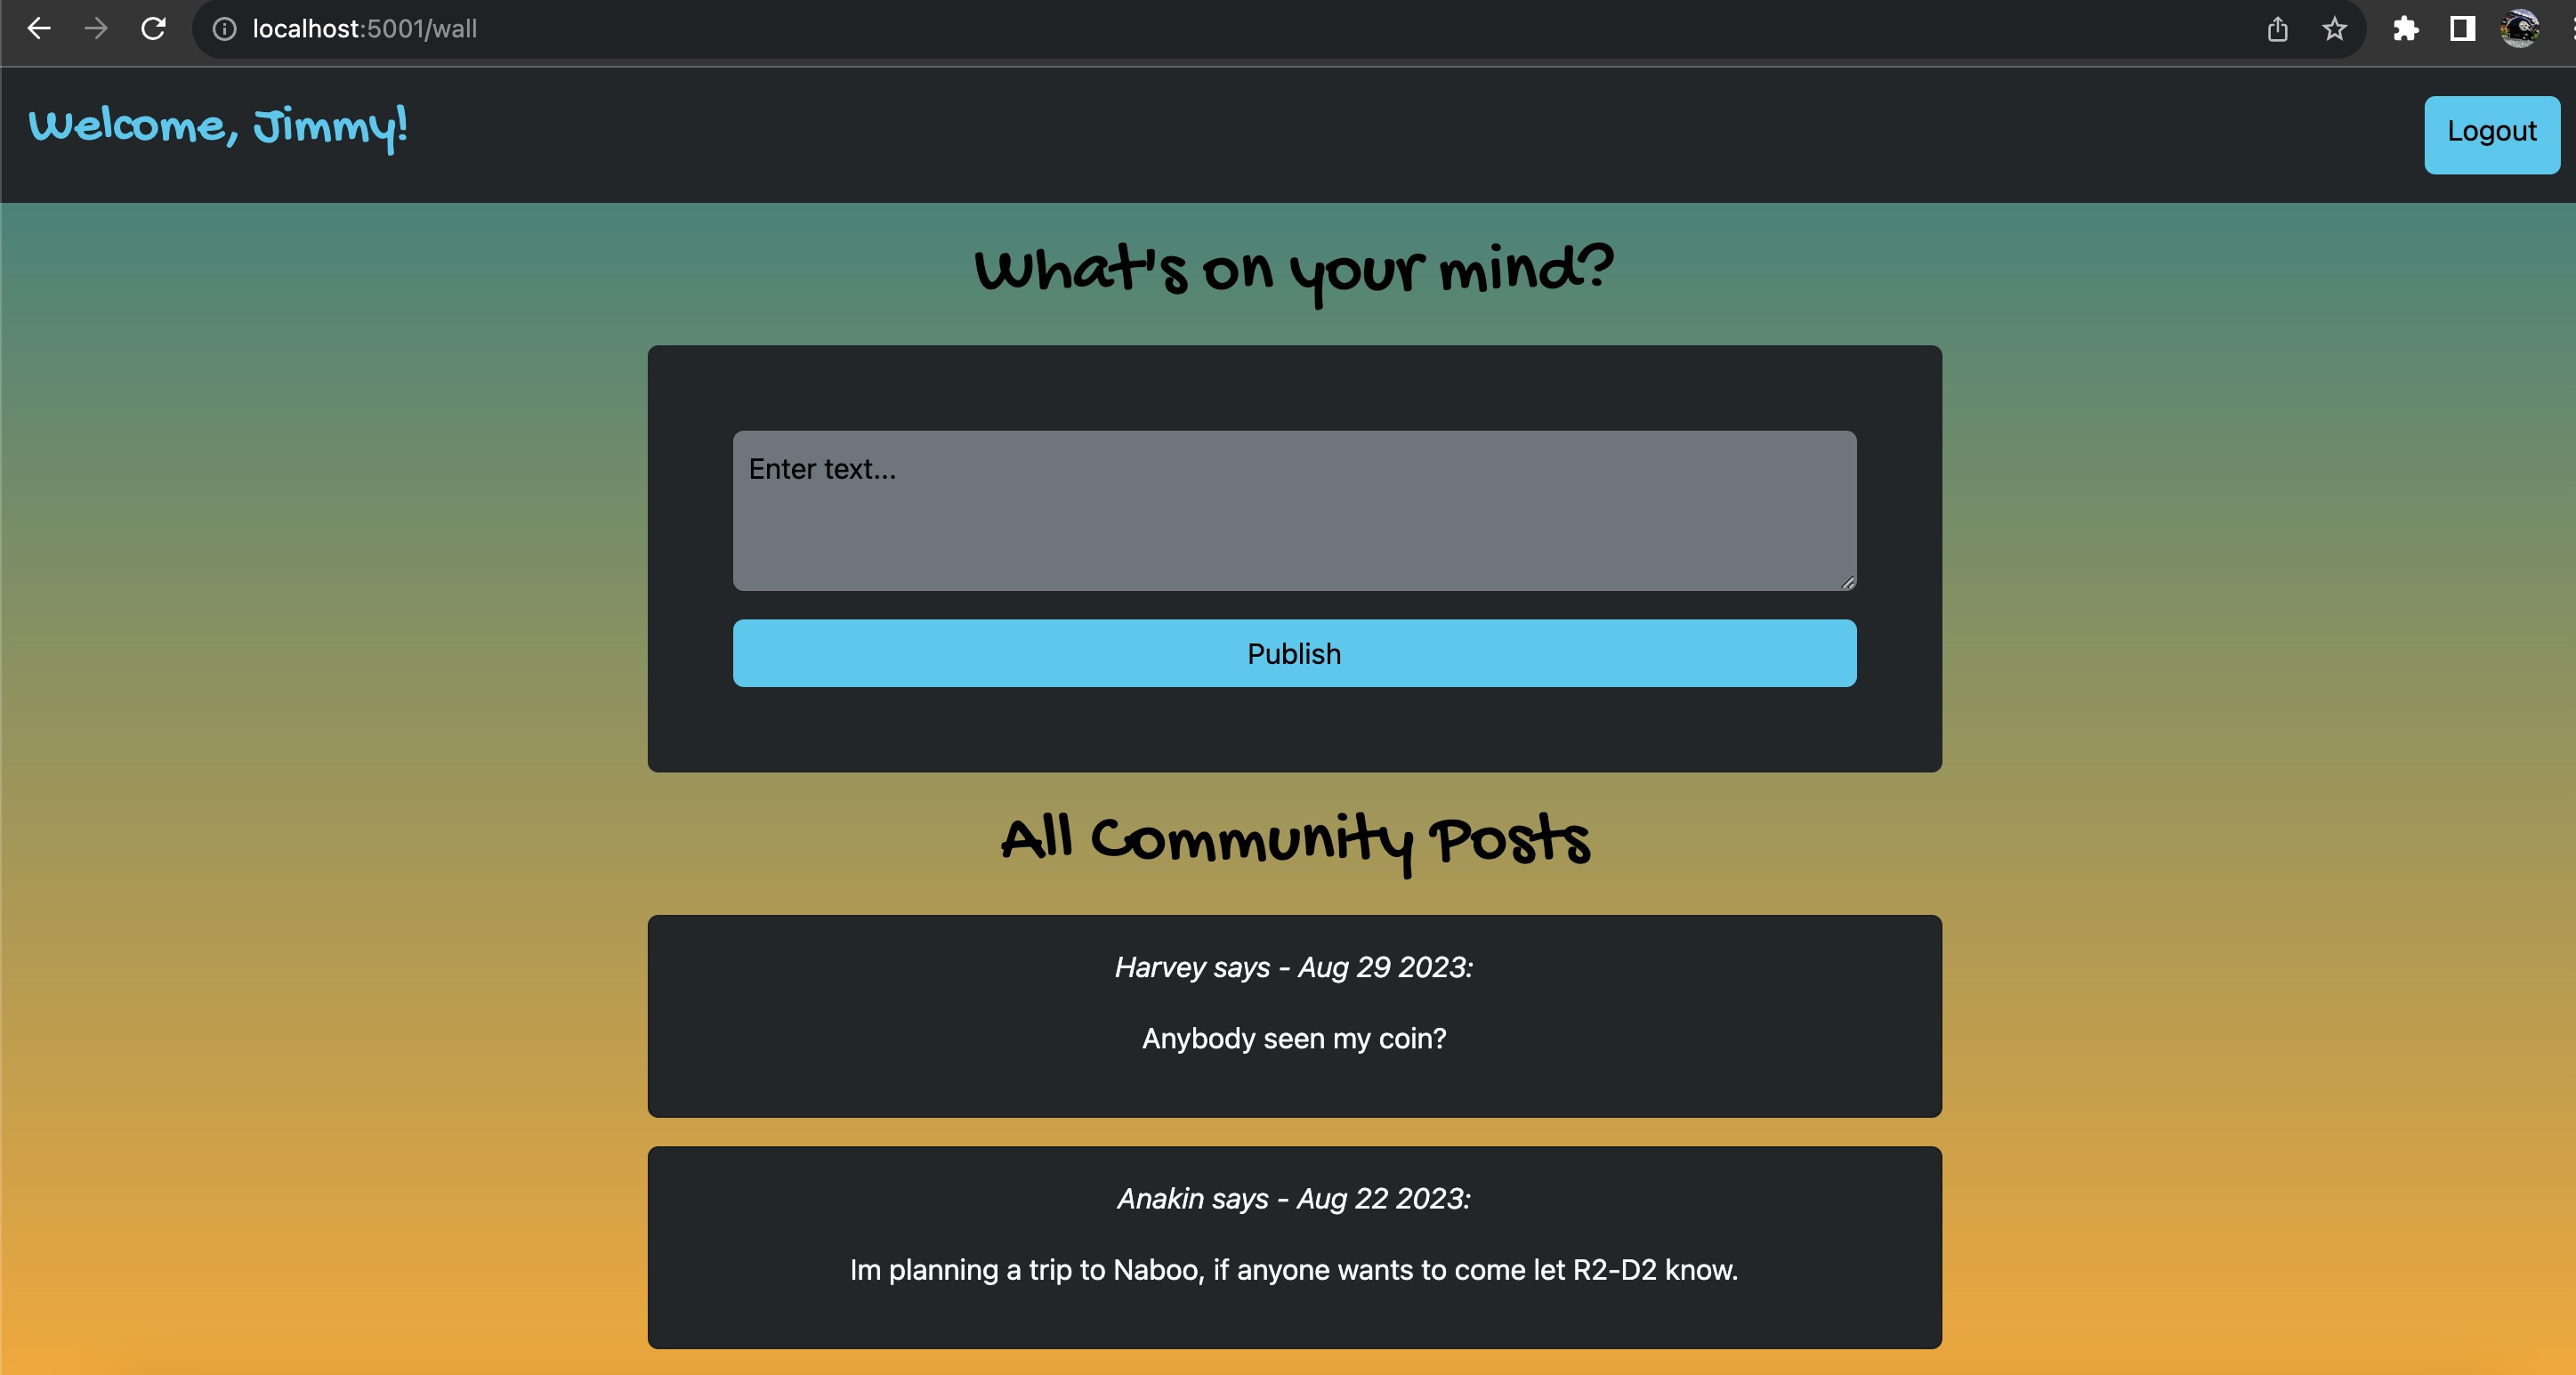 localhost:5001/wall
Welcome, Jimmy!
Logout
What's on your mind?
Enter text...
Publish
All Community Posts
Harvey says - Aug 29 2023:
Anybody seen my coin?
Anakin says - Aug 22 2023:
Im planning a trip to Naboo, if anyone wants to come let R2-D2 know.